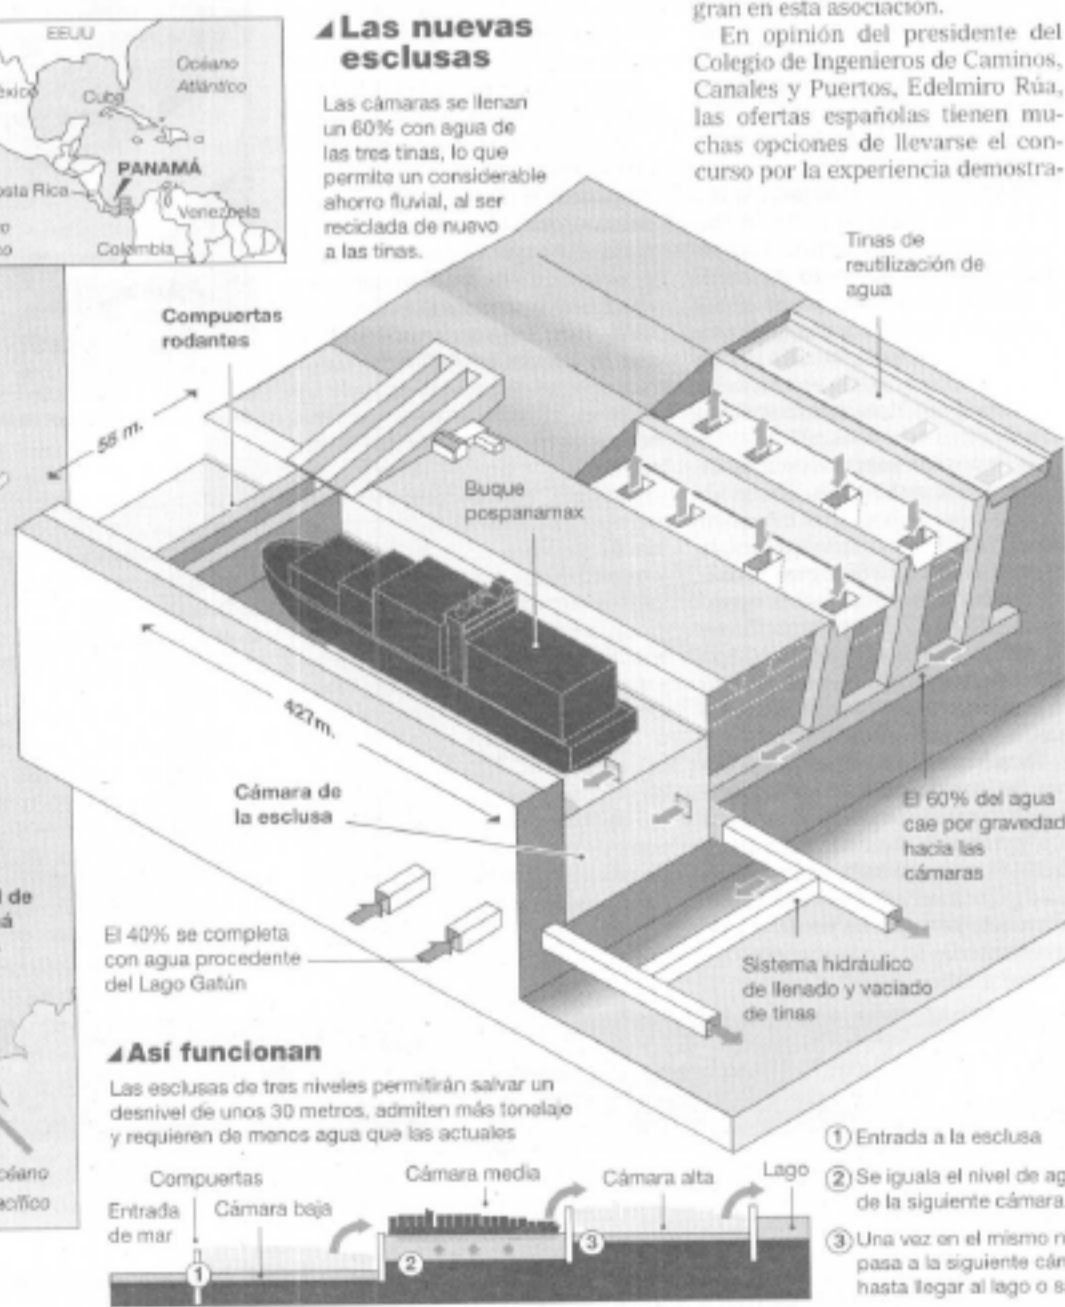 EEUU
Océano
Atlántico
Cuba
PANAMÁ
Costa Rica
Venezuela
Colombia
Las nuevas
esclusas
Las cámaras se llenan
un 60% con agua de
las tres tinas, lo que
permite un considerable
ahorro fluvial, al ser
reciclada de nuevo
a las tinas.
gran en esta asociación.
En opinión del presidente del
Colegio de Ingenieros de Caminos,
Canales y Puertos, Edelmiro Rúa,
las ofertas españolas tienen mu-
chas opciones de llevarse el con-
curso por la experiencia demostra-
Tinas de
reutilización de
agua
Compuertas
rodantes
55 m.
Buque
pospanamax
427m.
Cámara de
la esclusa
El 60% del agua
cae por gravedad
hacia las
cámaras
El 40% se completa
con agua procedente
del Lago Gatún
Sistema hidráulico
de llenado y vaciado
de tinas
Así funcionan
Las esclusas de tres niveles permitirán salvar un
desnivel de unos 30 metros, admiten más tonelaje
y requieren de menos agua que las actuales
Compuertas
Entrada
de mar
Cámara baja
Cámara media
Cámara alta
Lago
1
2
3
1 Entrada a la esclusa
2 Se iguala el nivel de ag
de la siguiente cámara
3 Una vez en el mismo n
pasa a la siguiente cám
hasta llegar al lago o s